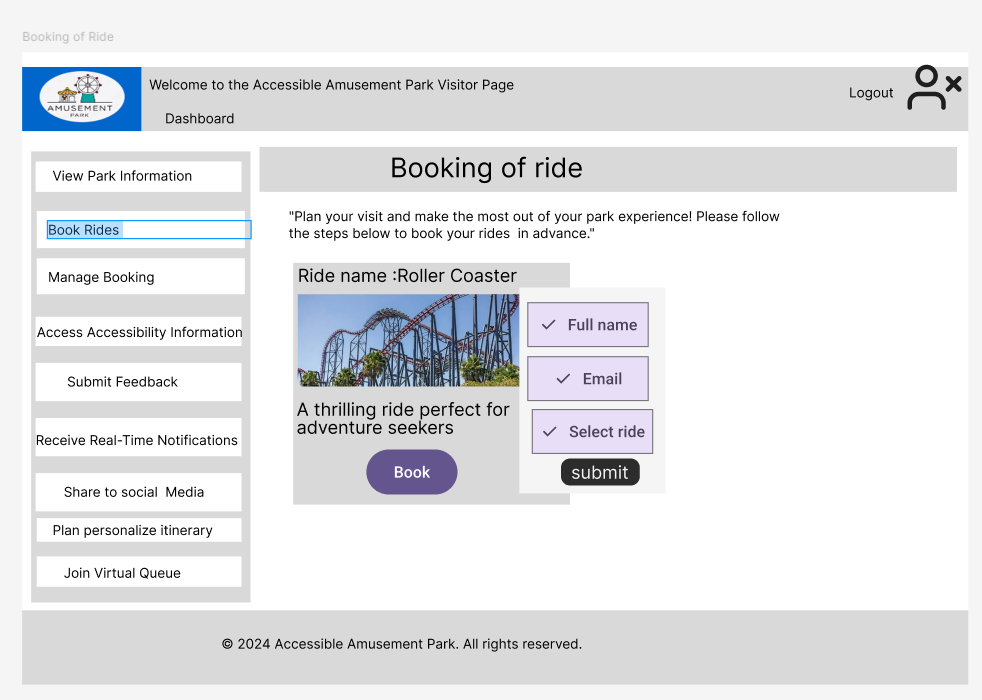 Booking of Ride
AMUSEMENT
PARK
Welcome to the Accessible Amusement Park Visitor Page
Dashboard
Logout
View Park Information
Book Rides
Manage Booking
Access Accessibility Information
Submit Feedback
Receive Real-Time Notifications
Share to social  Media
Plan personalize itinerary
Join Virtual Queue
Booking of ride
"Plan your visit and make the most out of your park experience! Please follow
the steps below to book your rides  in advance."
Ride name :Roller Coaster
A thrilling ride perfect for
adventure seekers
Book
Full name
Email
Select ride
submit
© 2024 Accessible Amusement Park. All rights reserved.